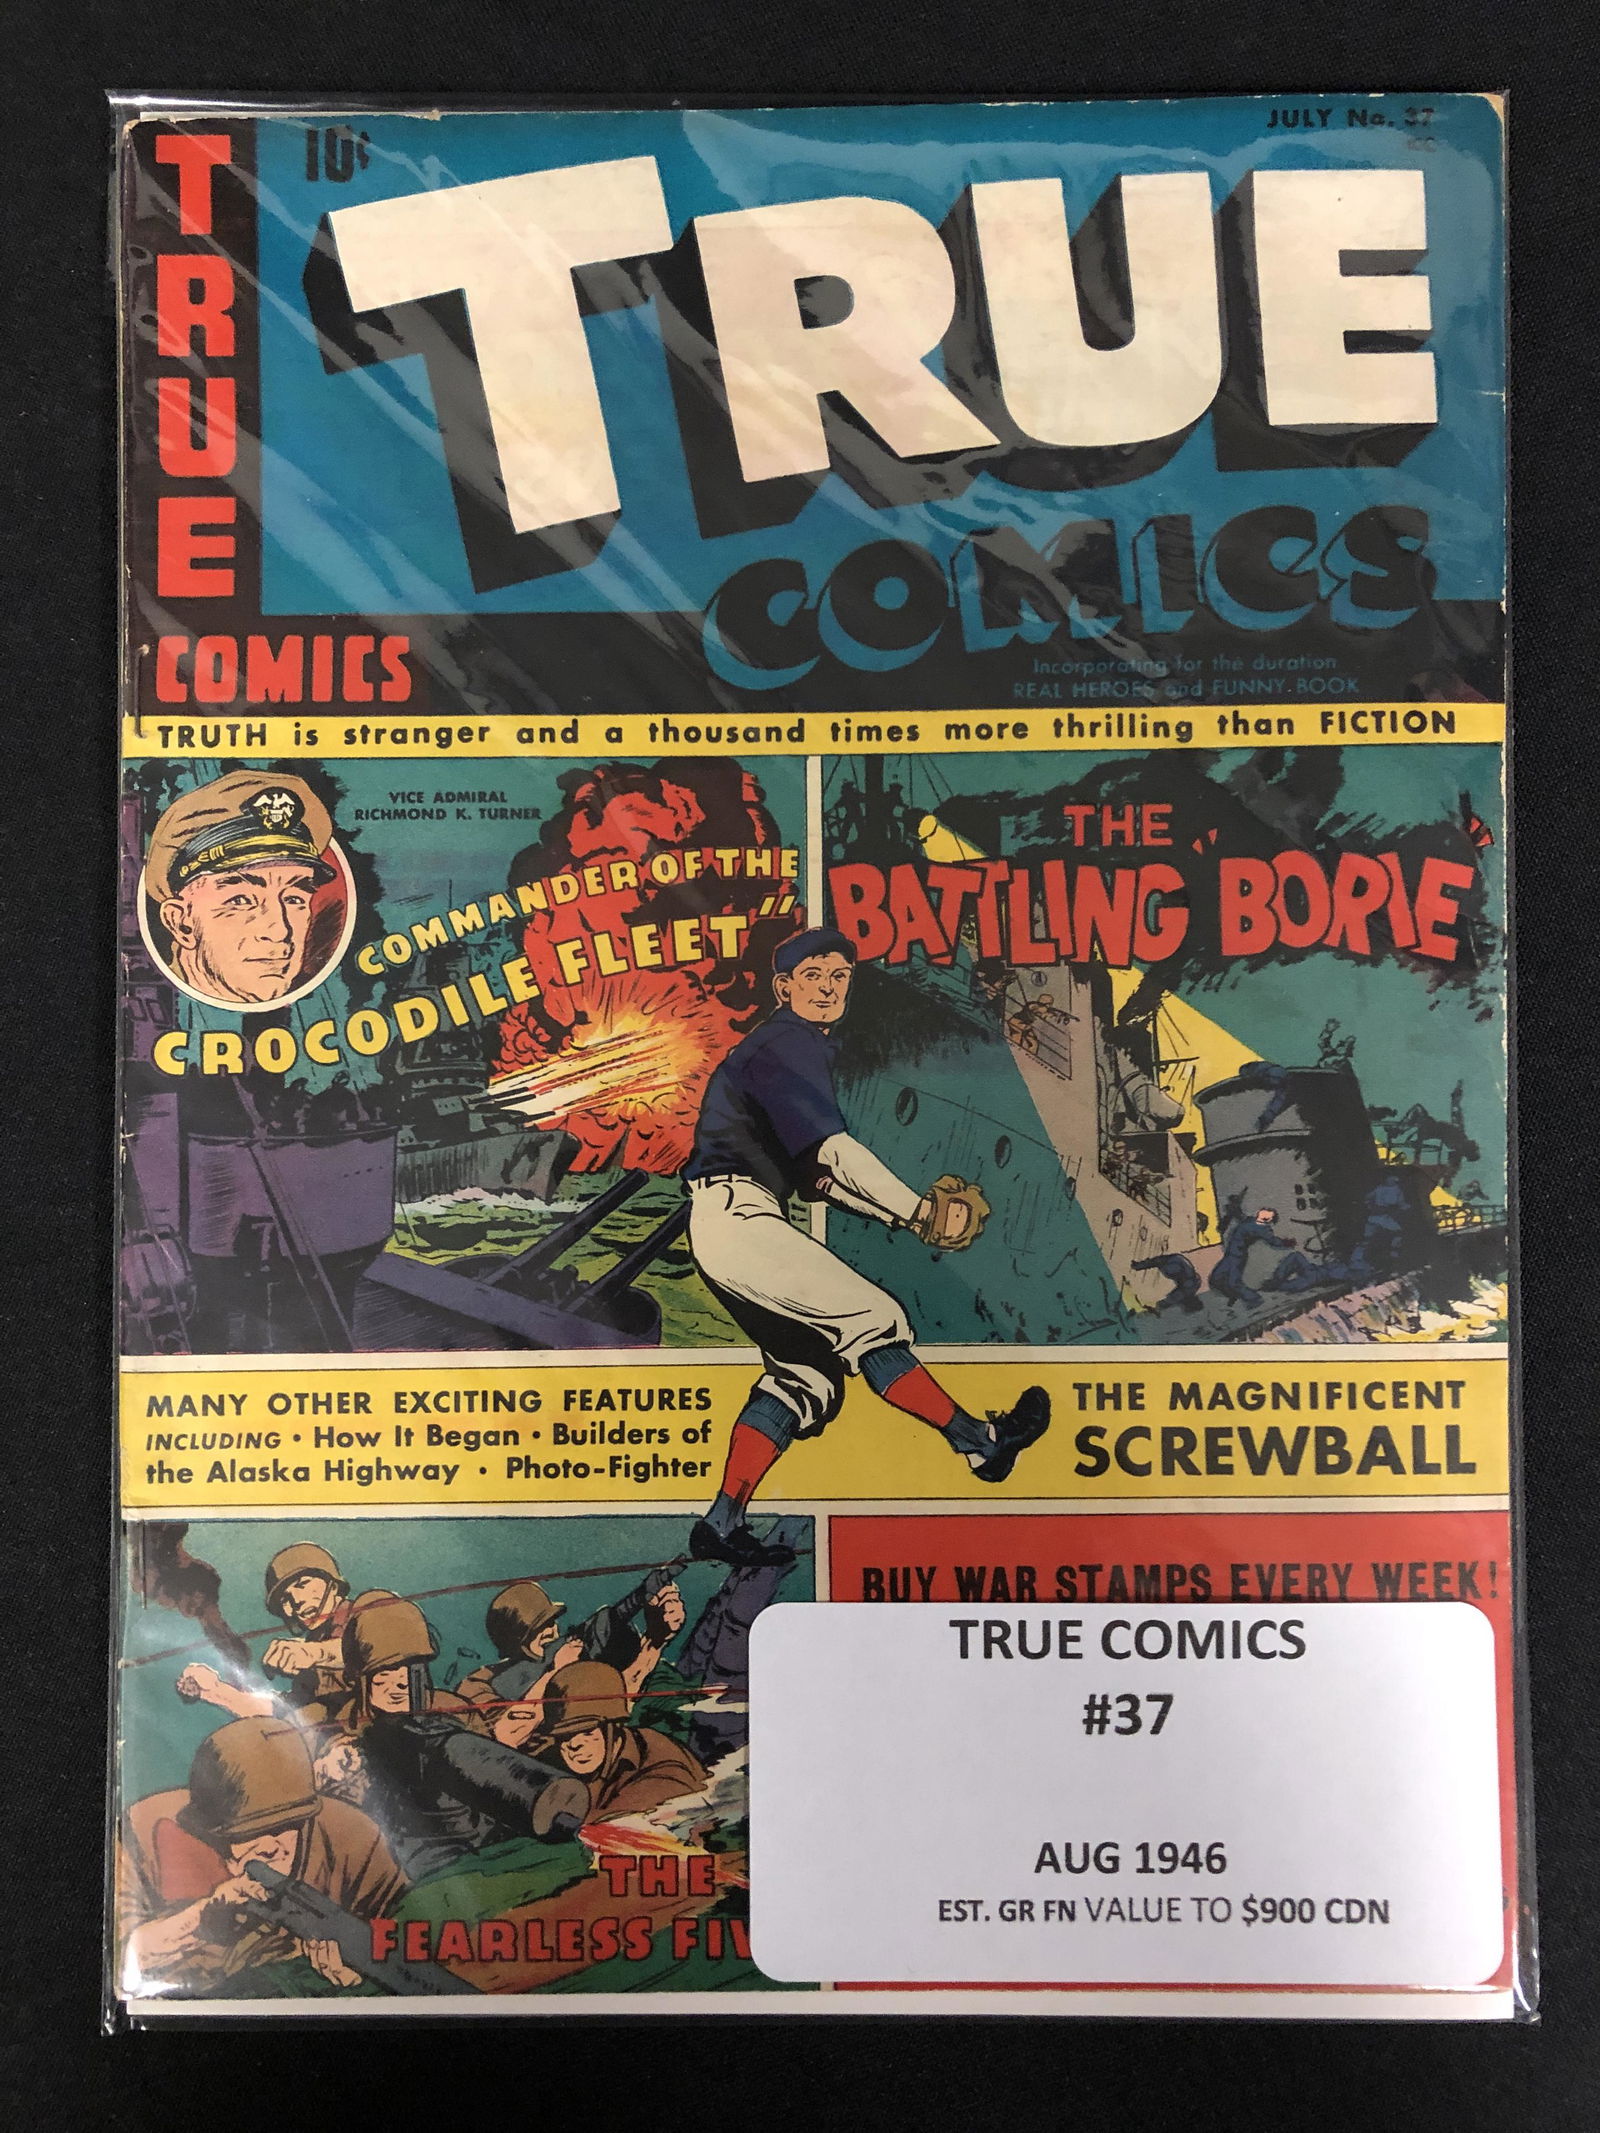 JULY No. 37
10¢
TRUE
COMICS
TRUE
COMICS
Incorporating for the duration
REAL HEROES and FUNNY BOOK
TRUTH is stranger and a thousand times more thrilling than FICTION
VICE ADMIRAL
RICHMOND K. TURNER
COMMANDER OF THE
CROCODILE FLEET"
THE
BATTLING BORIE
MANY OTHER EXCITING FEATURES
INCLUDING • How It Began • Builders of
the Alaska Highway • Photo-Fighter
THE MAGNIFICENT
SCREWBALL
THE
FEARLESS FIV
BUY WAR STAMPS EVERY WEEK!
TRUE COMICS
#37
AUG 1946
EST. GR FN VALUE TO $900 CDN